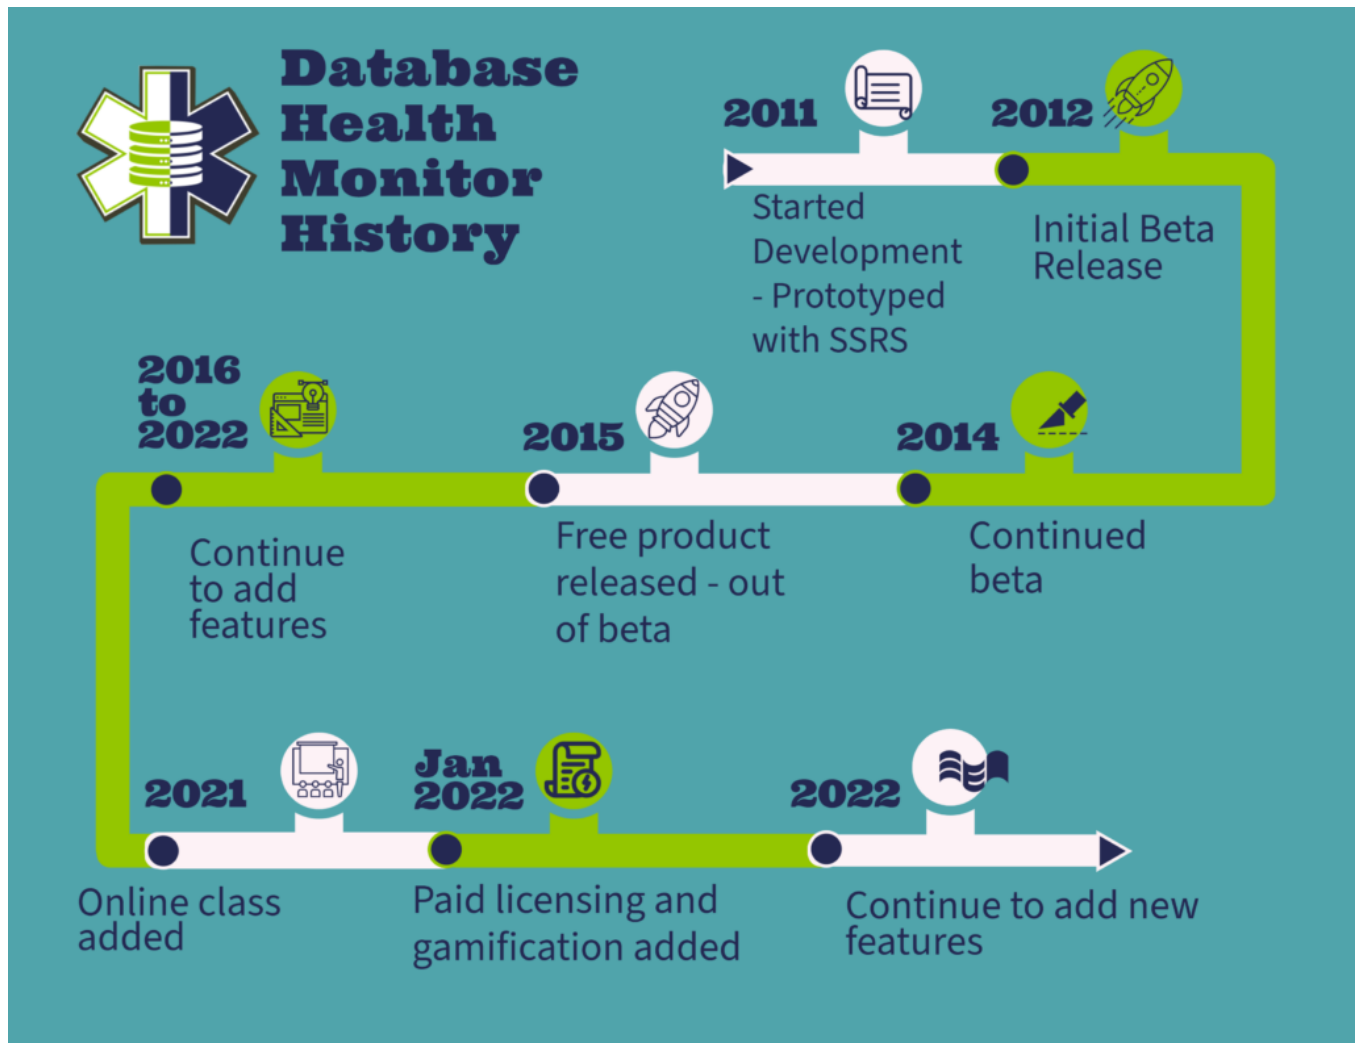 Database
Health
Monitor
History
2011
Started
Development
- Prototyped
with SSRS
2012
Initial Beta
Release
2014
Continued
beta
2015
Free product
released - out
of beta
2016
to
2022
Continue
to add
features
2021
Online class
added
Jan
2022
Paid licensing and
gamification added
2022
Continue to add new
features